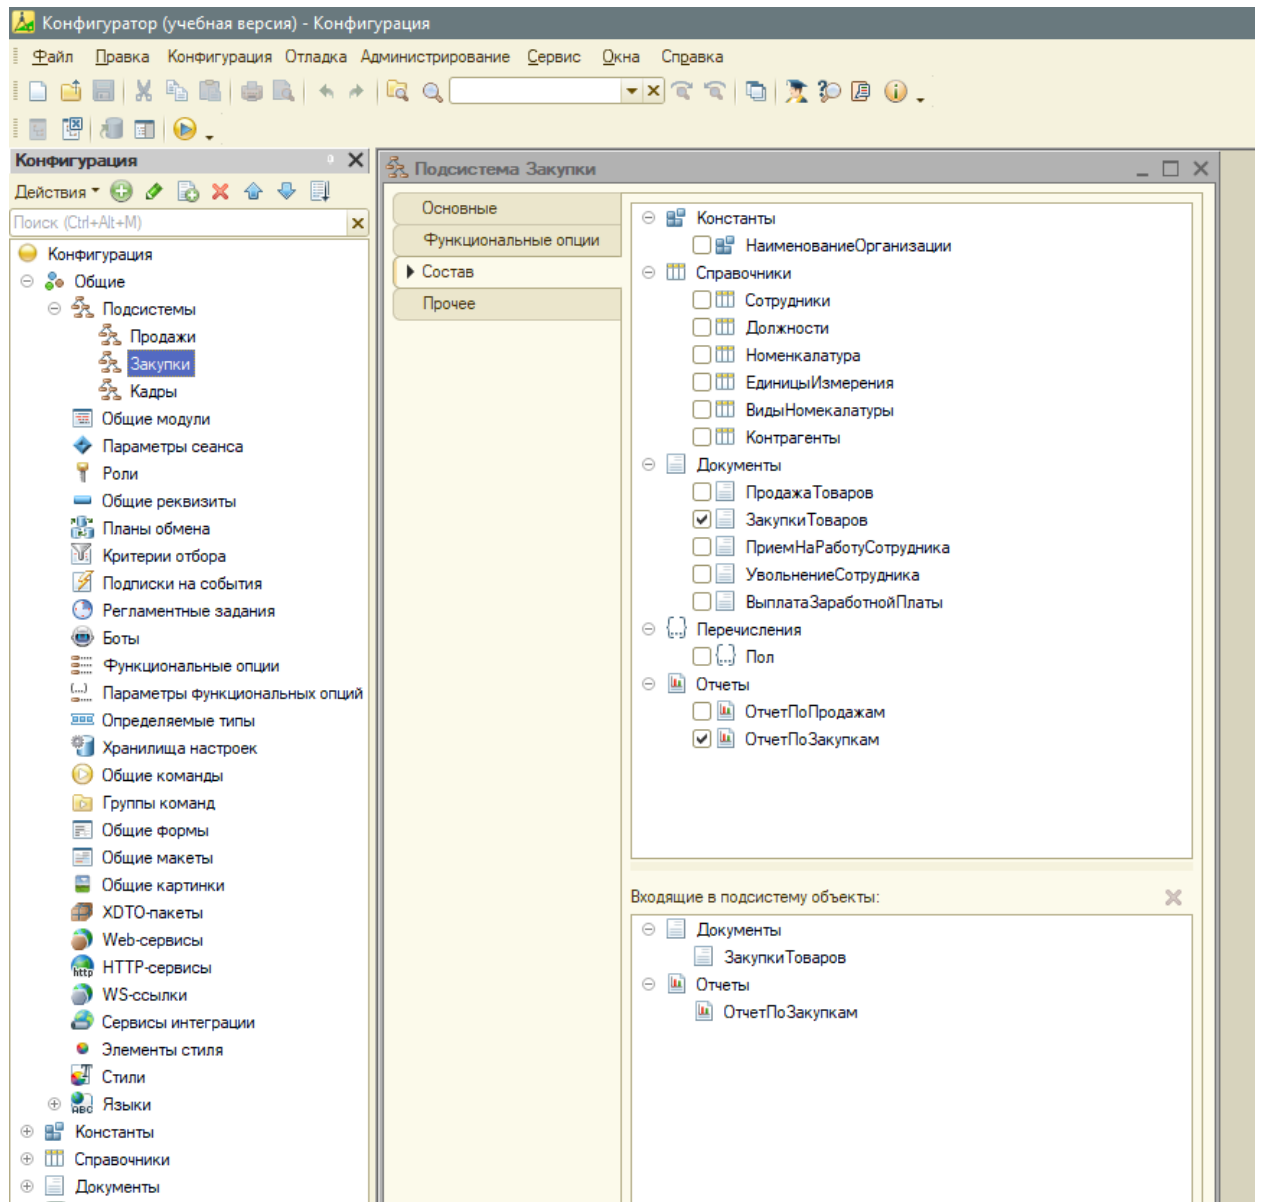 Конфигуратор (учебная версия) - Конфигурация
Файл Правка Конфигурация Отладка Администрирование Сервис Окна Справка
Конфигурация
Действия
Поиск (Ctrl+Alt+M)
Конфигурация
Общие
Подсистемы
Продажи
Закупки
Кадры
Общие модули
Параметры сеанса
Роли
Общие реквизиты
Планы обмена
Критерии отбора
Подписки на события
Регламентные задания
Боты
Функциональные опции
Параметры функциональных опций
Определяемые типы
Хранилища настроек
Общие команды
Группы команд
Общие формы
Общие макеты
Общие картинки
XDTO-пакеты
Web-сервисы
HTTP-сервисы
WS-ссылки
Сервисы интеграции
Элементы стиля
Стили
Языки
Константы
Справочники
Документы
Подсистема Закупки
Основные
Функциональные опции
Состав
Прочее
Константы
НаименованиеОрганизации
Справочники
Сотрудники
Должности
Номенкалатура
ЕдиницыИзмерения
ВидыНомекалатуры
Контрагенты
Документы
ПродажаТоваров
ЗакупкиТоваров
ПриемНаРаботуСотрудника
УвольнениеСотрудника
ВыплатаЗаработнойПлаты
Перечисления
Пол
Отчеты
ОтчетПоПродажам
ОтчетПоЗакупкам
Входящие в подсистему объекты:
Документы
ЗакупкиТоваров
Отчеты
ОтчетПоЗакупкам